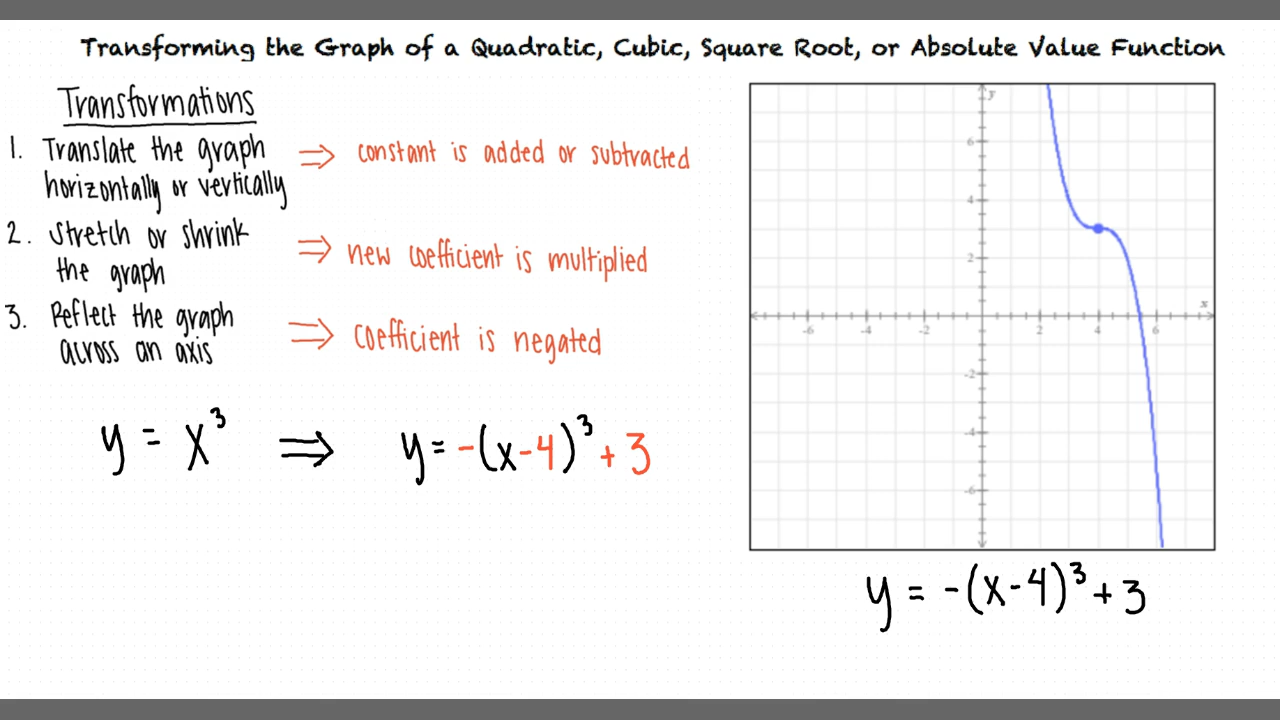 Transforming the Graph of a Quadratic, Cubic, Square Root, or Absolute Value Function
Transformations
1. Translate the graph ⇒ constant is added or subtracted
horizontally or vertically
2. Stretch or shrink ⇒ new coefficient is multiplied
the graph
3. Reflect the graph ⇒ coefficient is negated
across an axis
y = x³ ⇒ y = -(x-4)³ + 3
y
6
4
2
x
-6 -4 -2 2 4 6
-2
-4
-6
y = -(x-4)³ + 3